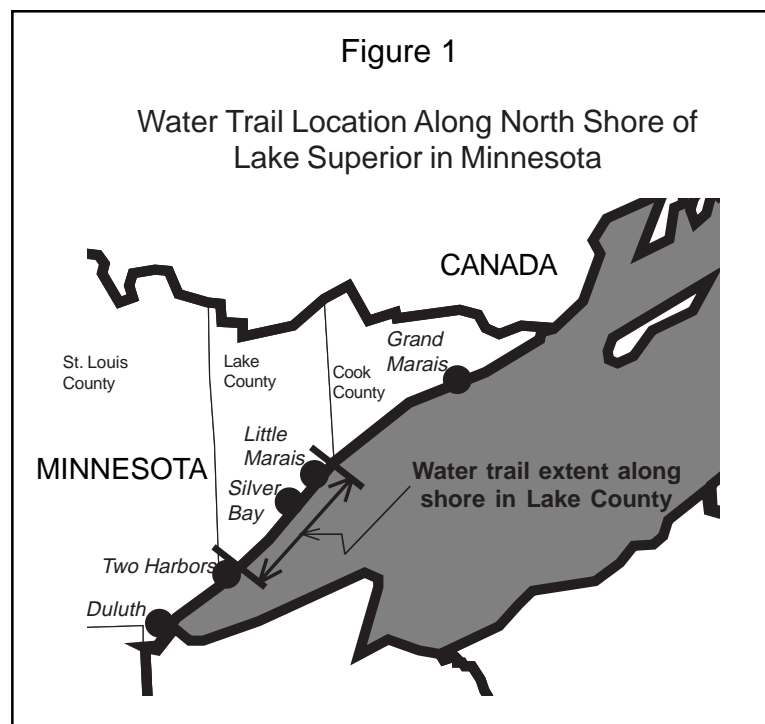 Figure 1
Water Trail Location Along North Shore of
Lake Superior in Minnesota
CANADA
St. Louis
County
Lake
County
Cook
County
Grand
Marais
MINNESOTA
Little
Marais
Silver
Bay
Water trail extent along
shore in Lake County
Two Harbors
Duluth